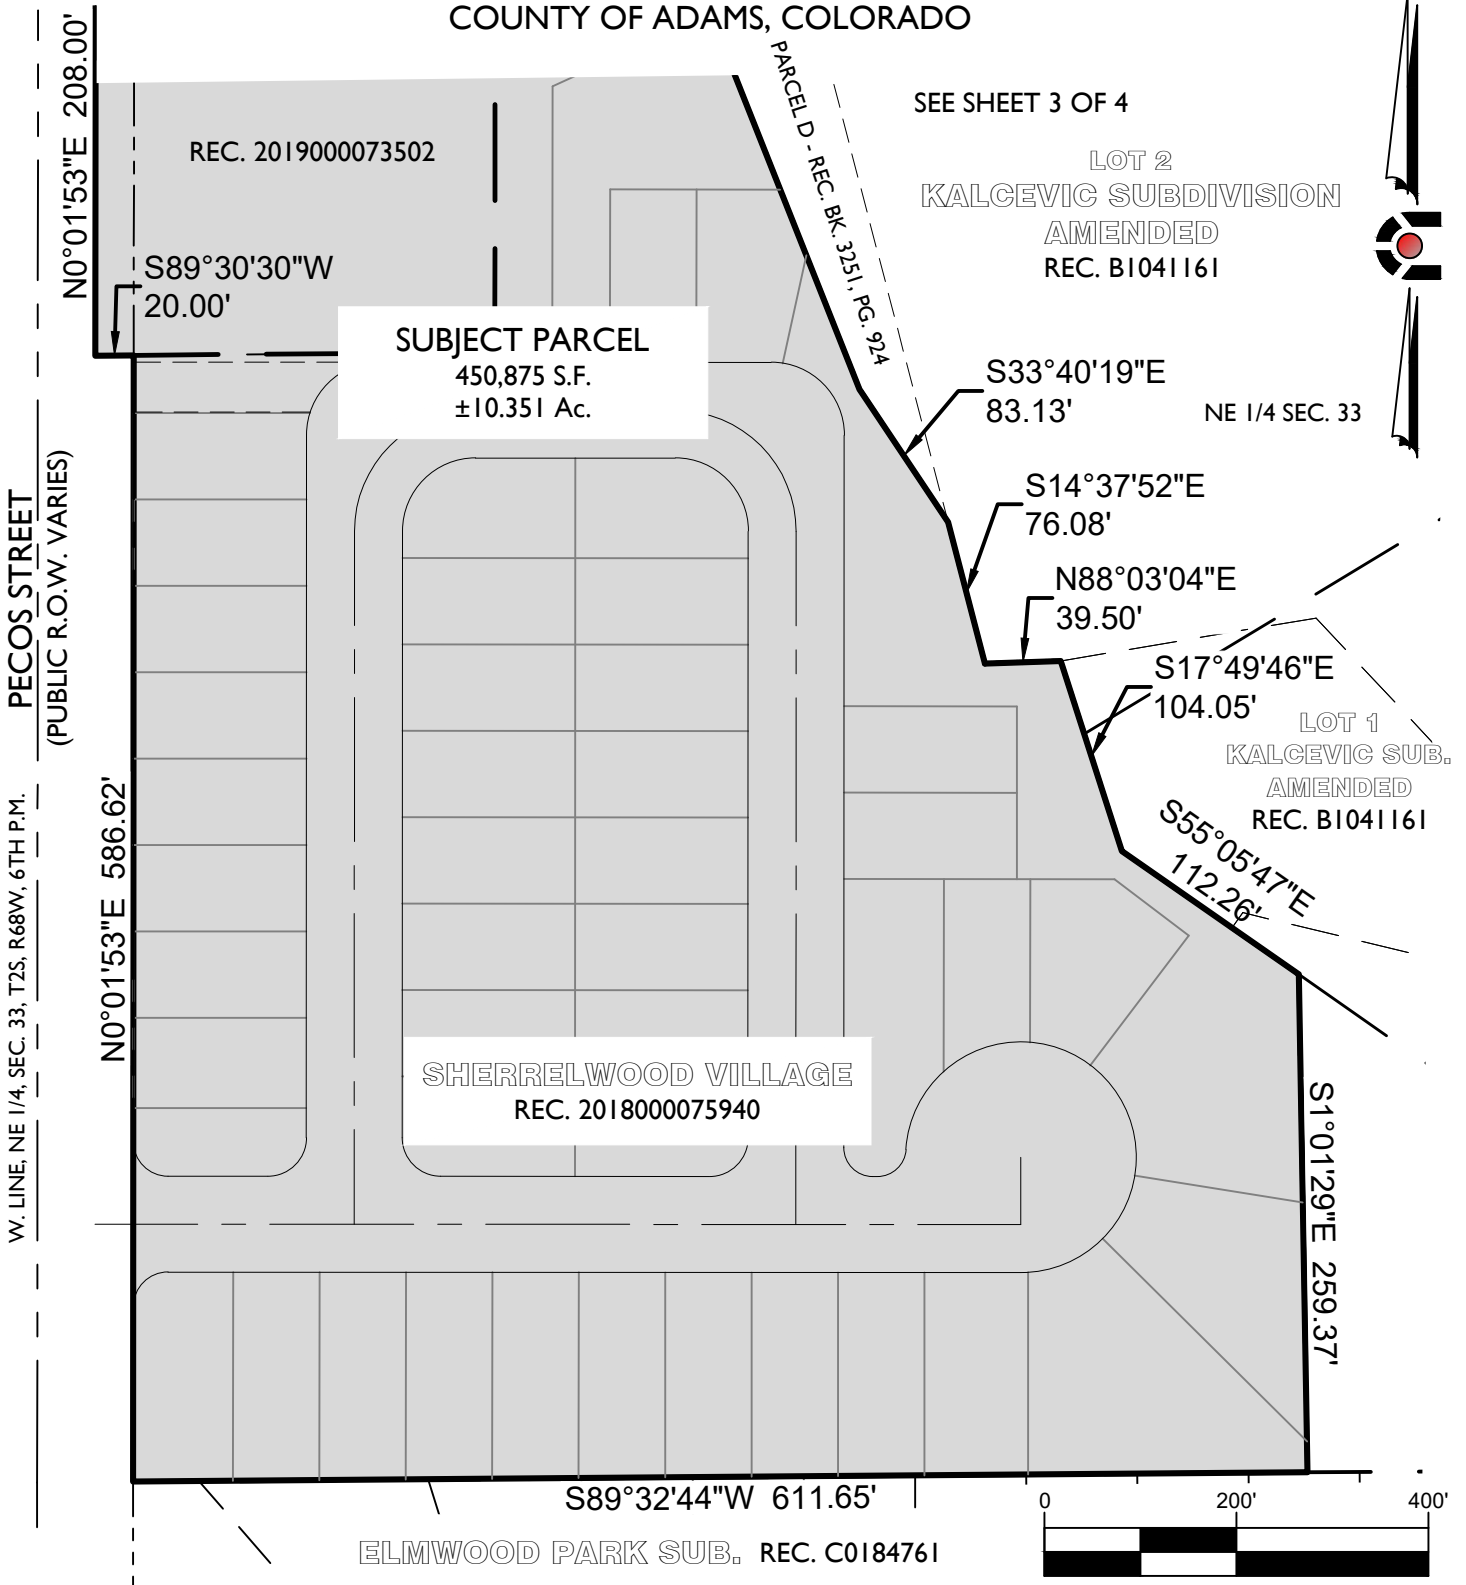 COUNTY OF ADAMS, COLORADO
N0°01'53"E 208.00'
PARCEL D - REC. BK. 3251, PG. 924
SEE SHEET 3 OF 4
REC. 2019000073502
LOT 2
KALCEVIC SUBDIVISION
AMENDED
REC. B1041161
S89°30'30"W
20.00'
SUBJECT PARCEL
450,875 S.F.
±10.351 Ac.
S33°40'19"E
83.13'
NE 1/4 SEC. 33
PECOS STREET
(PUBLIC R.O.W. VARIES)
S14°37'52"E
76.08'
N88°03'04"E
39.50'
S17°49'46"E
104.05'
LOT 1
KALCEVIC SUB.
AMENDED
REC. B1041161
S55°05'47"E
112.26'
W. LINE, NE 1/4, SEC. 33, T2S, R68W, 6TH P.M.
N0°01'53"E 586.62'
SHERRELWOOD VILLAGE
REC. 2018000075940
S1°01'29"E 259.37'
S89°32'44"W 611.65'
0 200' 400'
ELMWOOD PARK SUB. REC. C0184761